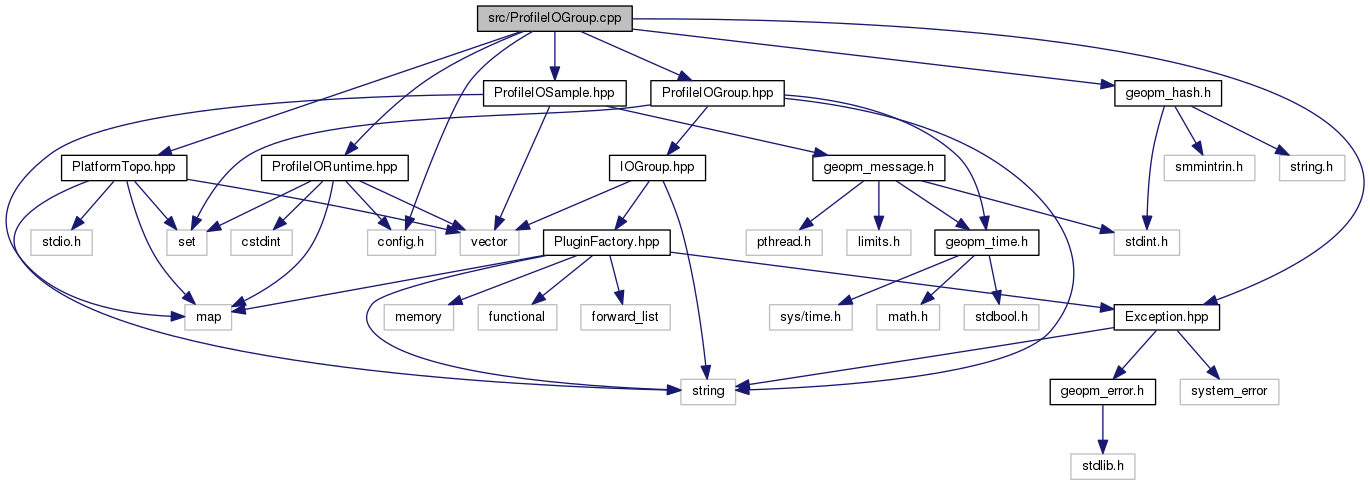 src/ProfileIOGroup.cpp
ProfileIOSample.hpp
ProfileIOGroup.hpp
geopm_hash.h
PlatformTopo.hpp
ProfileIORuntime.hpp
IOGroup.hpp
geopm_message.h
smmintrin.h
string.h
stdio.h
set
cstdint
config.h
vector
PluginFactory.hpp
pthread.h
limits.h
geopm_time.h
stdint.h
map
memory
functional
forward_list
sys/time.h
math.h
stdbool.h
Exception.hpp
string
geopm_error.h
system_error
stdlib.h